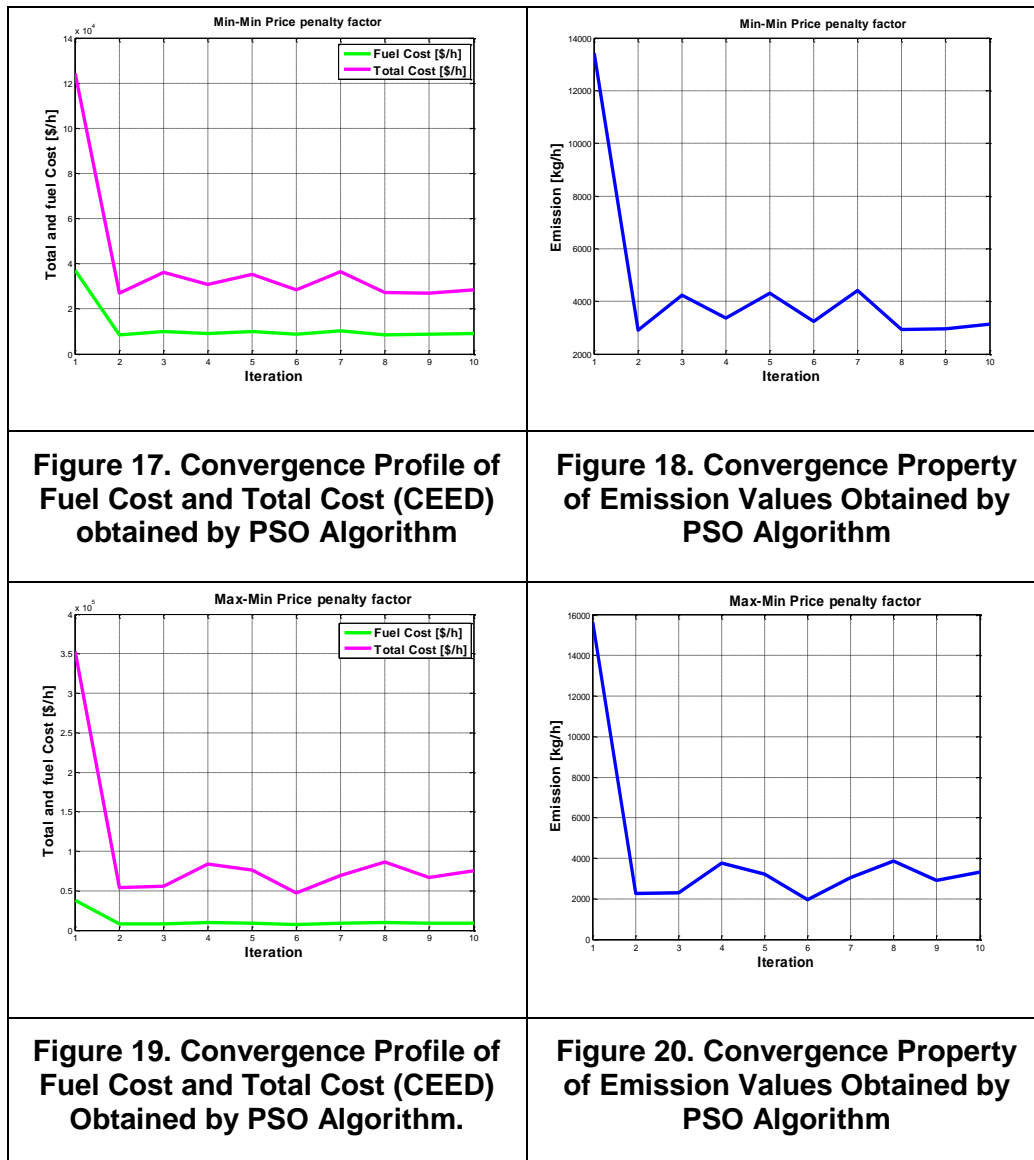 Min-Min Price penalty factor
x 10^4
Fuel Cost [$/h]
Total Cost [$/h]
14
12
10
8
6
4
2
0
Total and fuel Cost [$/h]
1 2 3 4 5 6 7 8 9 10
Iteration
Min-Min Price penalty factor
14000
12000
10000
8000
6000
4000
2000
Emission [kg/h]
1 2 3 4 5 6 7 8 9 10
Iteration
Figure 17. Convergence Profile of
Fuel Cost and Total Cost (CEED)
obtained by PSO Algorithm
Figure 18. Convergence Property
of Emission Values Obtained by
PSO Algorithm
Max-Min Price penalty factor
x 10^5
Fuel Cost [$/h]
Total Cost [$/h]
4
3.5
3
2.5
2
1.5
1
0.5
0
Total and fuel Cost [$/h]
1 2 3 4 5 6 7 8 9 10
Iteration
Max-Min Price penalty factor
16000
14000
12000
10000
8000
6000
4000
2000
0
Emission [kg/h]
1 2 3 4 5 6 7 8 9 10
Iteration
Figure 19. Convergence Profile of
Fuel Cost and Total Cost (CEED)
Obtained by PSO Algorithm.
Figure 20. Convergence Property
of Emission Values Obtained by
PSO Algorithm